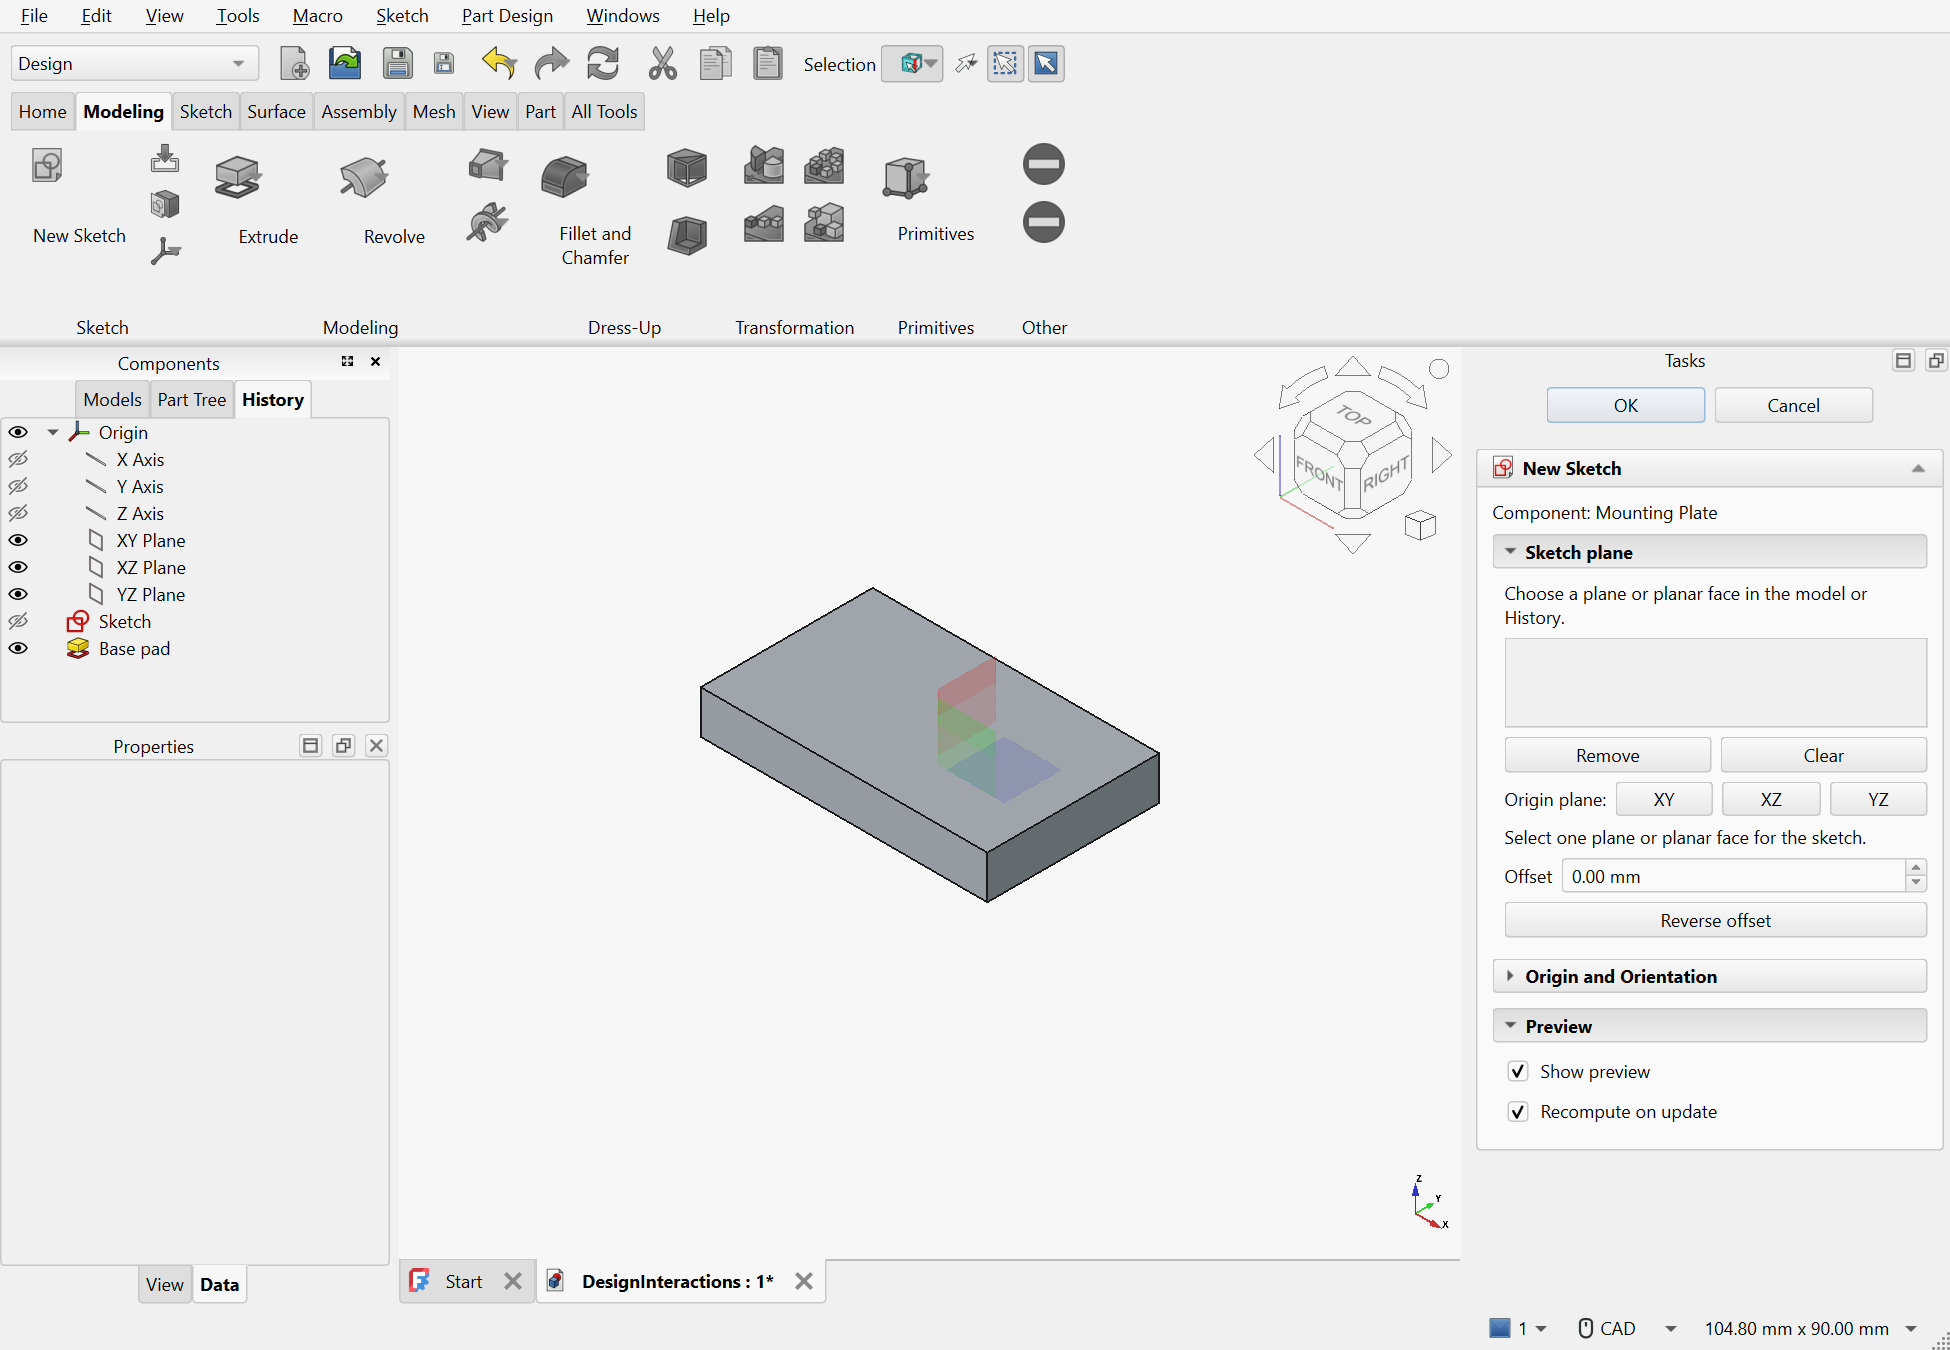 File Edit View Tools Macro Sketch Part Design Windows Help
Design
Selection
Home Modeling Sketch Surface Assembly Mesh View Part All Tools
New Sketch Extrude Revolve Fillet and Chamfer Primitives
Sketch Modeling Dress-Up Transformation Primitives Other
Components
Models Part Tree History
Origin
X Axis
Y Axis
Z Axis
XY Plane
XZ Plane
YZ Plane
Sketch
Base pad
Properties
View Data
TOP
FRONT RIGHT
Z
Y
X
Start DesignInteractions : 1*
Tasks
OK Cancel
New Sketch
Component: Mounting Plate
Sketch plane
Choose a plane or planar face in the model or
History.
Remove Clear
Origin plane: XY XZ YZ
Select one plane or planar face for the sketch.
Offset 0.00 mm
Reverse offset
Origin and Orientation
Preview
Show preview
Recompute on update
1 CAD 104.80 mm x 90.00 mm